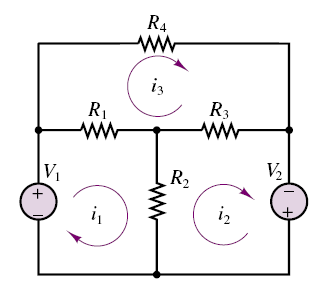 R₄
i₃
R₁ R₃
V₁ R₂ V₂
+ −
i₁ i₂
− +